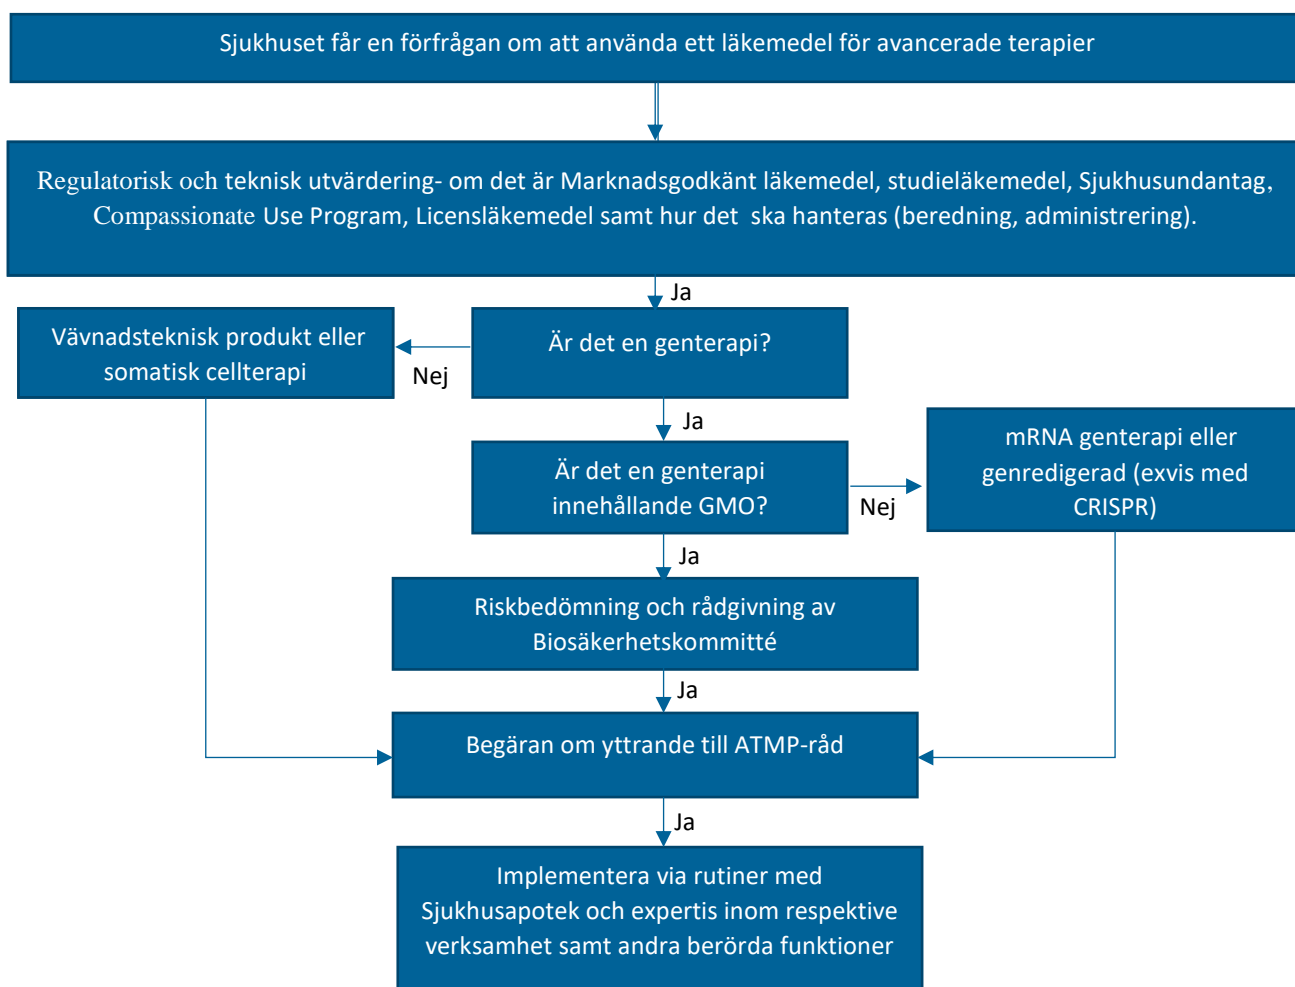 Sjukhuset får en förfrågan om att använda ett läkemedel för avancerade terapier
Regulatorisk och teknisk utvärdering- om det är Marknadsgodkänt läkemedel, studieläkemedel, Sjukhusundantag,
Compassionate Use Program, Licensläkemedel samt hur det ska hanteras (beredning, administrering).
Ja
Är det en genterapi?
Nej
Vävnadsteknisk produkt eller
somatisk cellterapi
Ja
Är det en genterapi
innehållande GMO?
Nej
mRNA genterapi eller
genredigerad (exvis med
CRISPR)
Ja
Riskbedömning och rådgivning av
Biosäkerhetskommitté
Ja
Begäran om yttrande till ATMP-råd
Ja
Implementera via rutiner med
Sjukhusapotek och expertis inom respektive
verksamhet samt andra berörda funktioner